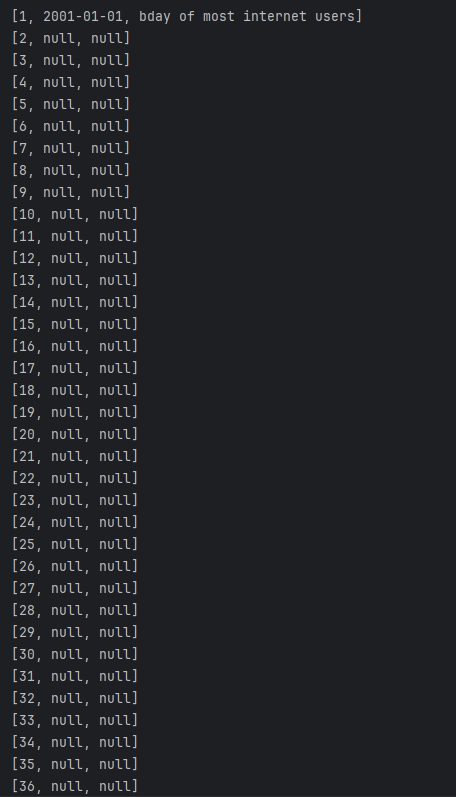 [1, 2001-01-01, bday of most internet users]
[2, null, null]
[3, null, null]
[4, null, null]
[5, null, null]
[6, null, null]
[7, null, null]
[8, null, null]
[9, null, null]
[10, null, null]
[11, null, null]
[12, null, null]
[13, null, null]
[14, null, null]
[15, null, null]
[16, null, null]
[17, null, null]
[18, null, null]
[19, null, null]
[20, null, null]
[21, null, null]
[22, null, null]
[23, null, null]
[24, null, null]
[25, null, null]
[26, null, null]
[27, null, null]
[28, null, null]
[29, null, null]
[30, null, null]
[31, null, null]
[32, null, null]
[33, null, null]
[34, null, null]
[35, null, null]
[36, null, null]